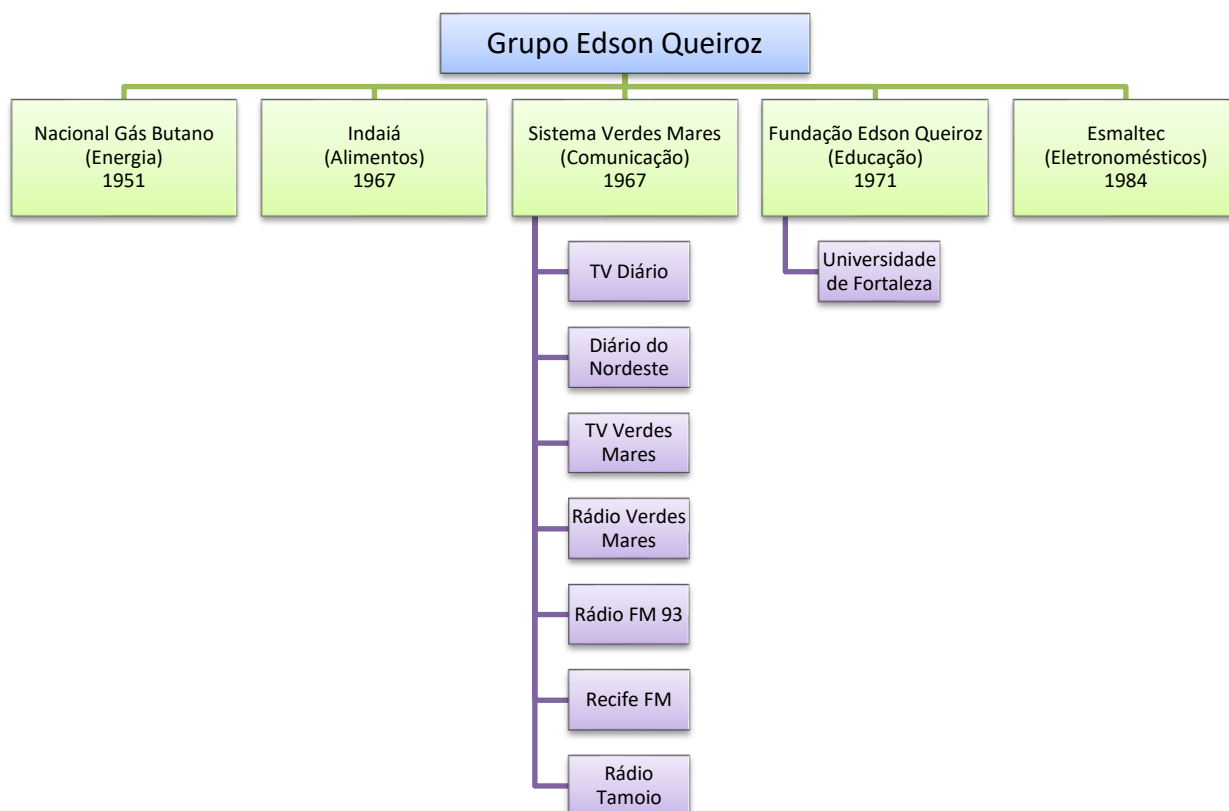 Grupo Edson Queiroz
Nacional Gás Butano
(Energia)
1951
Indaiá
(Alimentos)
1967
Sistema Verdes Mares
(Comunicação)
1967
Fundação Edson Queiroz
(Educação)
1971
Esmaltec
(Eletronomésticos)
1984
TV Diário
Diário do
Nordeste
TV Verdes
Mares
Rádio Verdes
Mares
Rádio FM 93
Recife FM
Rádio
Tamoio
Universidade
de Fortaleza